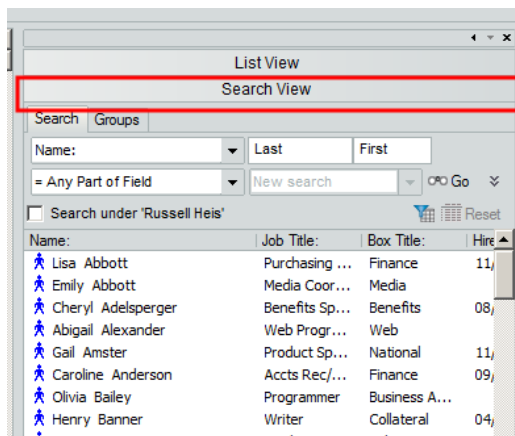 List View
Search View
Search Groups
Name: Last First
= Any Part of Field New search Go
Search under 'Russell Heis' Reset
Name: Job Title: Box Title: Hire
Lisa Abbott Purchasing ... Finance 11/
Emily Abbott Media Coor... Media
Cheryl Adelsperger Benefits Sp... Benefits 08/
Abigail Alexander Web Progr... Web
Gail Amster Product Sp... National 11/
Caroline Anderson Accts Rec/... Finance 09/
Olivia Bailey Programmer Business A...
Henry Banner Writer Collateral 04/